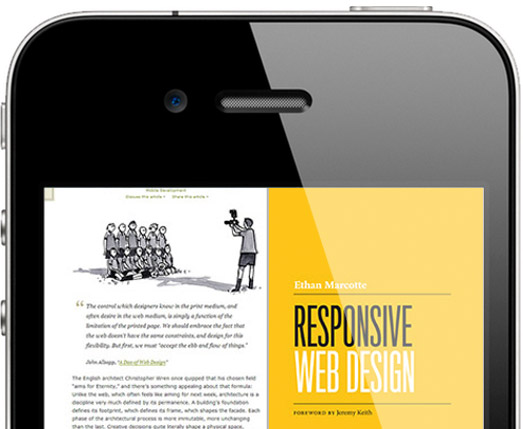 Mobile Development
Discuss this article »   Share this article »
“ The control which designers know in the print medium, and
often desire in the web medium, is simply a function of the
limitation of the printed page. We should embrace the fact that
the web doesn’t have the same constraints, and design for this
flexibility. But first, we must “accept the ebb and flow of things.”
John Allsopp, “A Dao of Web Design”
The English architect Christopher Wren once quipped that his chosen field
“aims for Eternity,” and there’s something appealing about that formula:
Unlike the web, which often feels like aiming for next week, architecture is a
discipline very much defined by its permanence. A building’s foundation
defines its footprint, which defines its frame, which shapes the facade. Each
phase of the architectural process is more immutable, more unchanging
than the last. Creative decisions quite literally shape a physical space,
Ethan Marcotte
RESPONSIVE
WEB DESIGN
FOREWORD BY Jeremy Keith